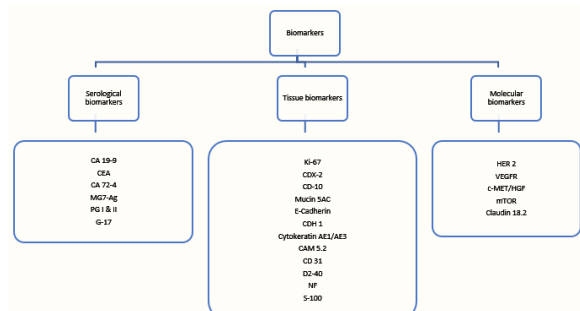 Biomarkers
Serological
biomarkers
Tissue biomarkers
Molecular
biomarkers
CA 19-9
CEA
CA 72-4
MG7-Ag
PG I & II
G-17
Ki-67
CDX-2
CD-10
Mucin 5AC
E-Cadherin
CDH 1
Cytokeratin AE1/AE3
CAM 5.2
CD 31
D2-40
NF
S-100
HER 2
VEGFR
c-MET/HGF
mTOR
Claudin 18.2